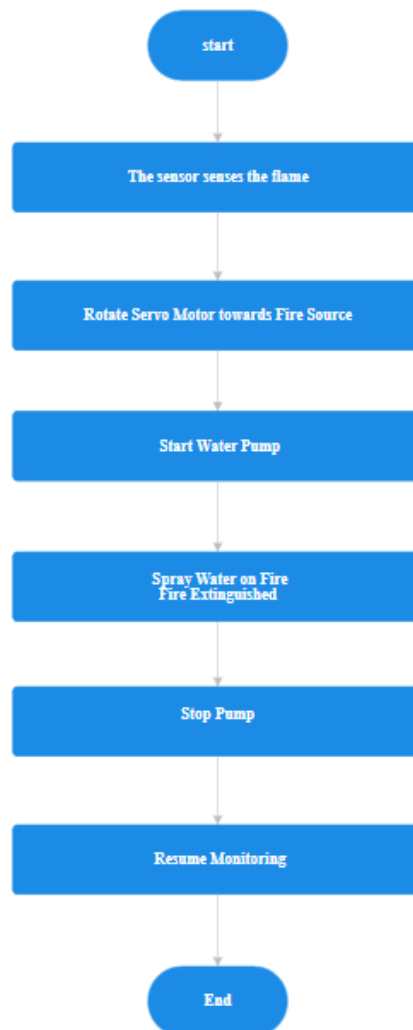 start
The sensor senses the flame
Rotate Servo Motor towards Fire Source
Start Water Pump
Spray Water on Fire
Fire Extinguished
Stop Pump
Resume Monitoring
End